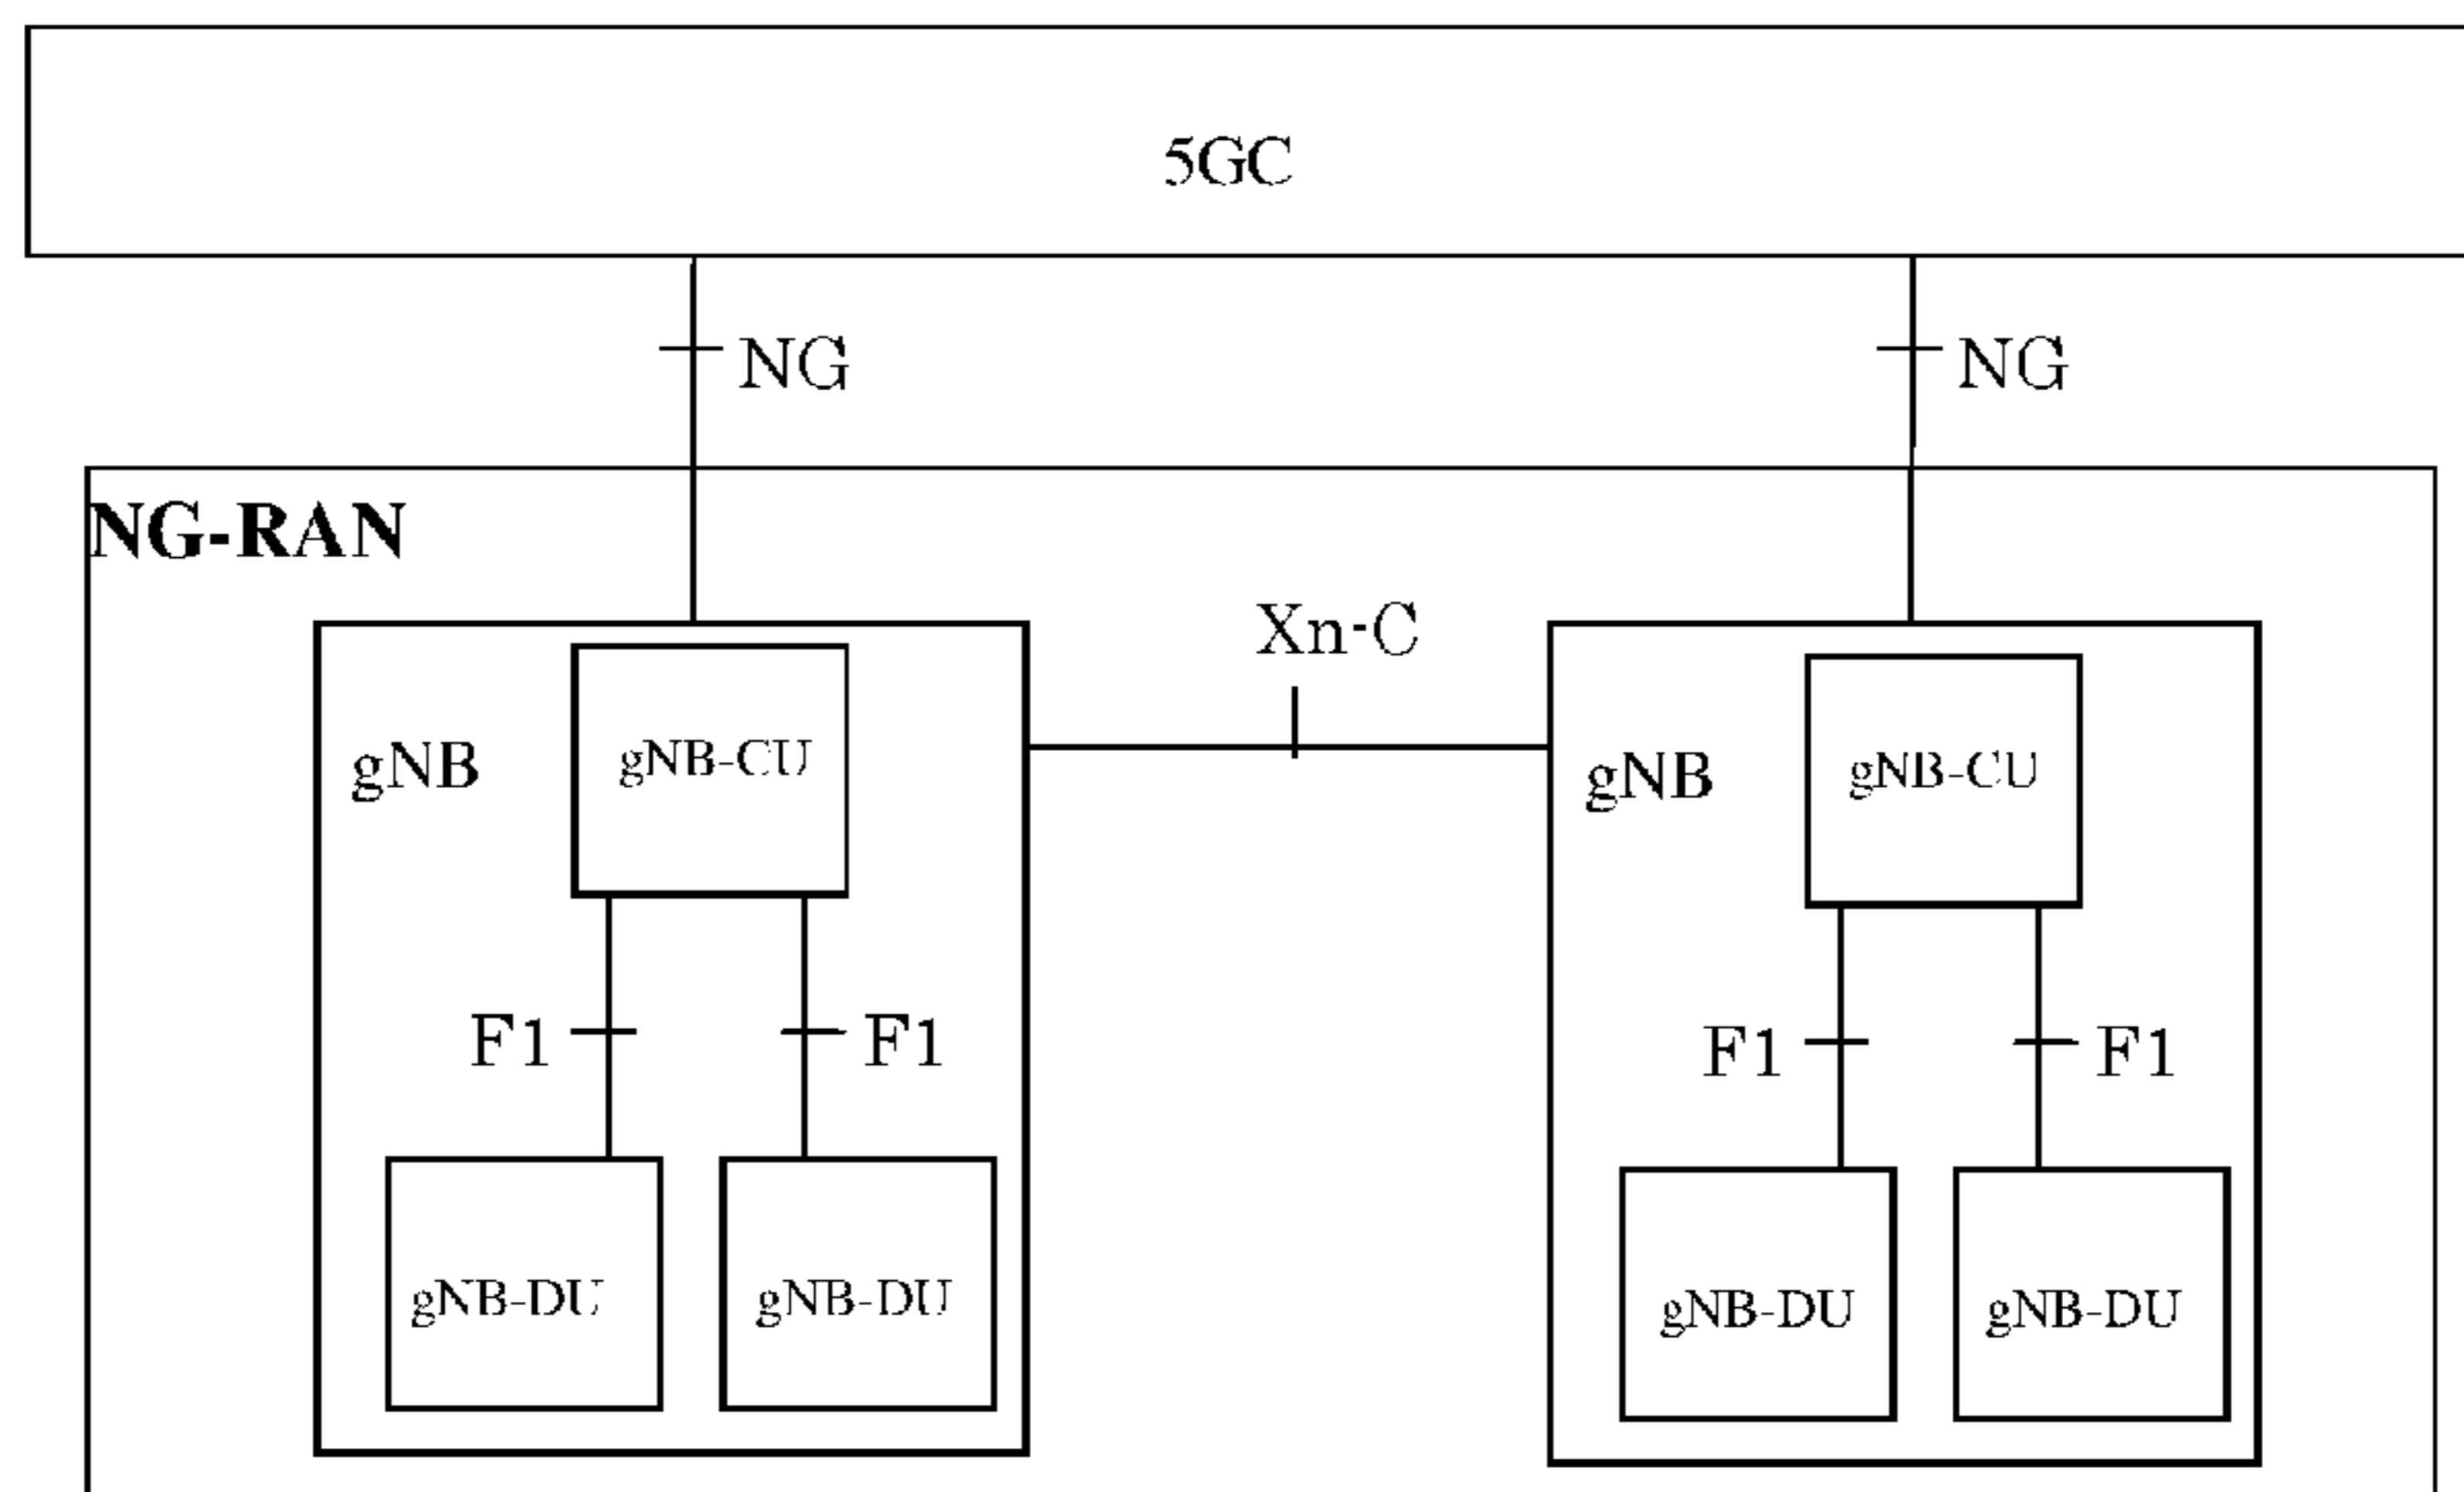 5GC
NG
NG
NG-RAN
Xn-C
gNB
gNB-CU
gNB
gNB-CU
F1
F1
F1
F1
gNB-DU
gNB-DU
gNB-DU
gNB-DU